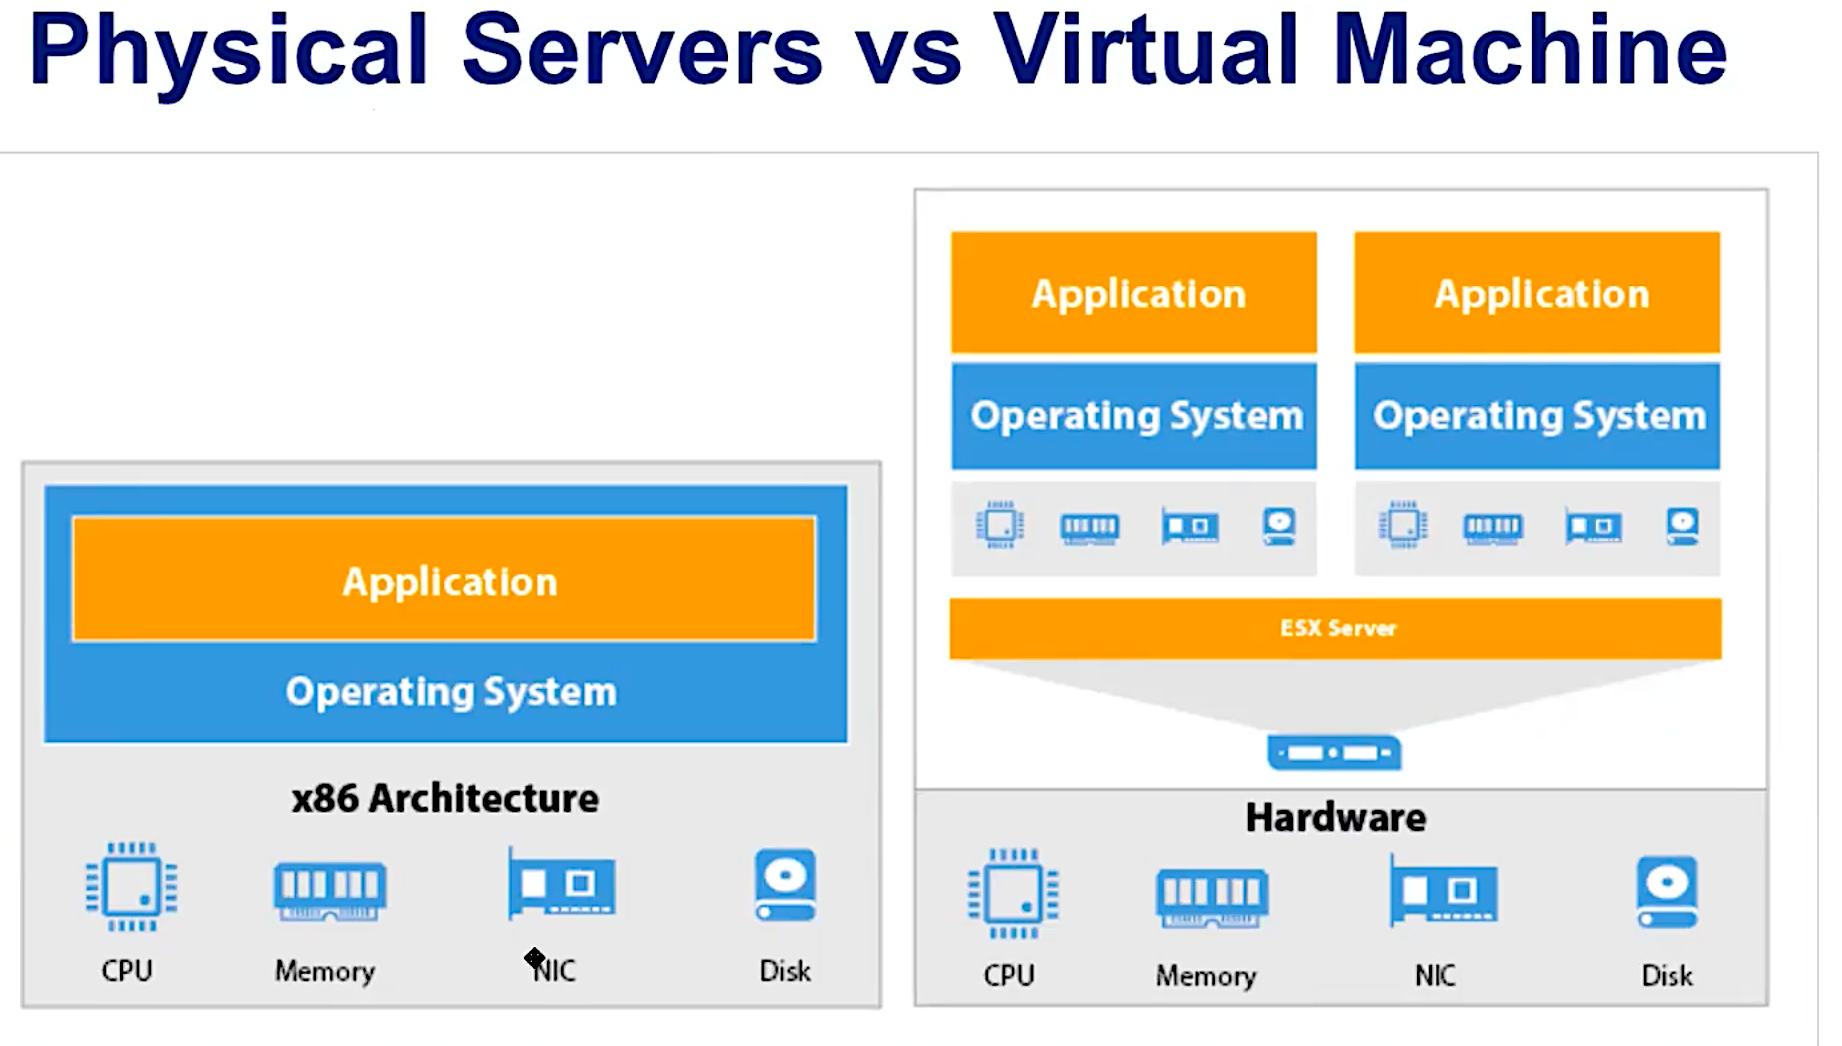 Physical Servers vs Virtual Machine
Application
Operating System
x86 Architecture
CPU
Memory
NIC
Disk
Application
Application
Operating System
Operating System
ESX Server
Hardware
CPU
Memory
NIC
Disk